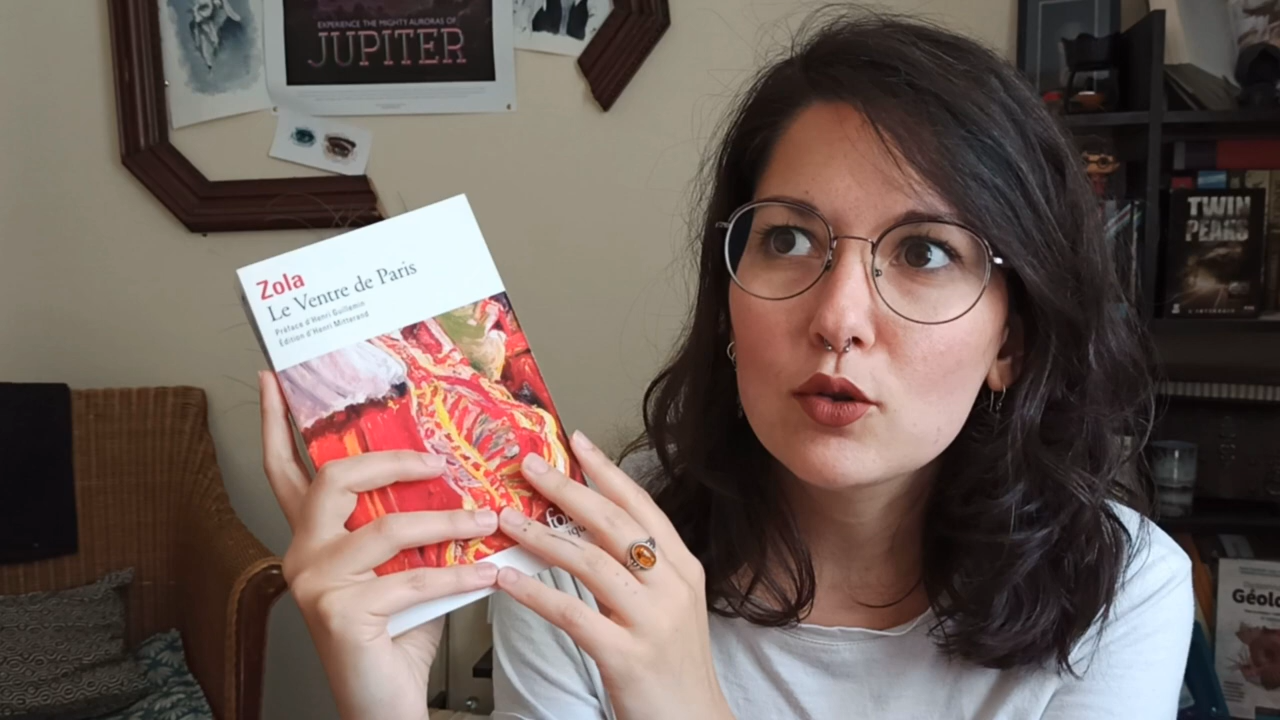 EXPERIENCE THE MIGHTY AURORAS OF
JUPITER
Zola
Le Ventre de Paris
Préface d'Henri Guillemin
Édition d'Henri Mitterand
TWIN
PEAKS